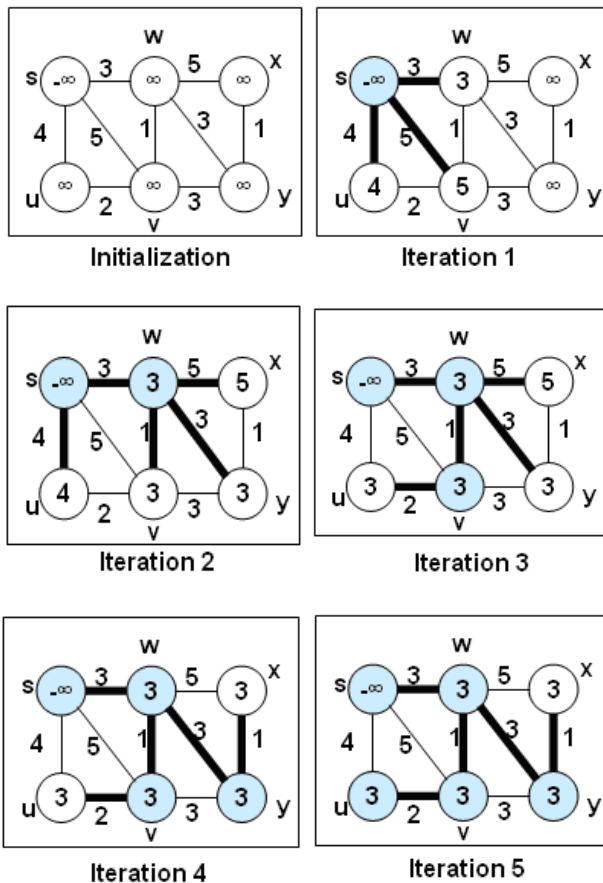 w w
s -∞ 3 ∞ 5 ∞ x s -∞ 3 3 5 ∞ x
4 5 1 3 1 4 5 1 3 1
u ∞ 2 ∞ 3 ∞ y u 4 2 5 3 ∞ y
v v
Initialization Iteration 1
w w
s -∞ 3 3 5 5 x s -∞ 3 3 5 5 x
4 5 1 3 1 4 5 1 3 1
u 4 2 3 3 3 y u 3 2 3 3 3 y
v v
Iteration 2 Iteration 3
w w
s -∞ 3 3 5 3 x s -∞ 3 3 5 3 x
4 5 1 3 1 4 5 1 3 1
u 3 2 3 3 3 y u 3 2 3 3 3 y
v v
Iteration 4 Iteration 5